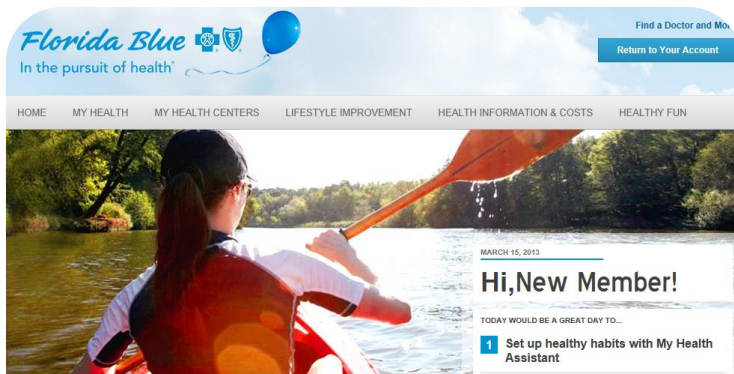 Find a Doctor and
Florida Blue
Return to Your Account
In the pursuit of health®
HOME MY HEALTH MY HEALTH CENTERS LIFESTYLE IMPROVEMENT HEALTH INFORMATION & COSTS HEALTHY FUN
MARCH 15, 2013
Hi,New Member!
TODAY WOULD BE A GREAT DAY TO...
1 Set up healthy habits with My Health
Assistant